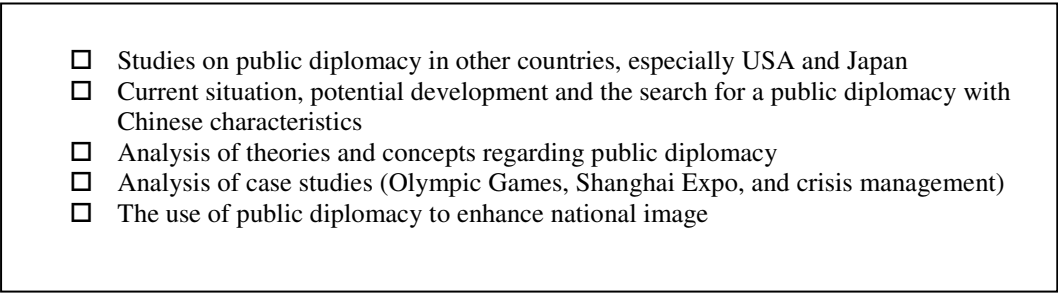 ☐ Studies on public diplomacy in other countries, especially USA and Japan
☐ Current situation, potential development and the search for a public diplomacy with
Chinese characteristics
☐ Analysis of theories and concepts regarding public diplomacy
☐ Analysis of case studies (Olympic Games, Shanghai Expo, and crisis management)
☐ The use of public diplomacy to enhance national image